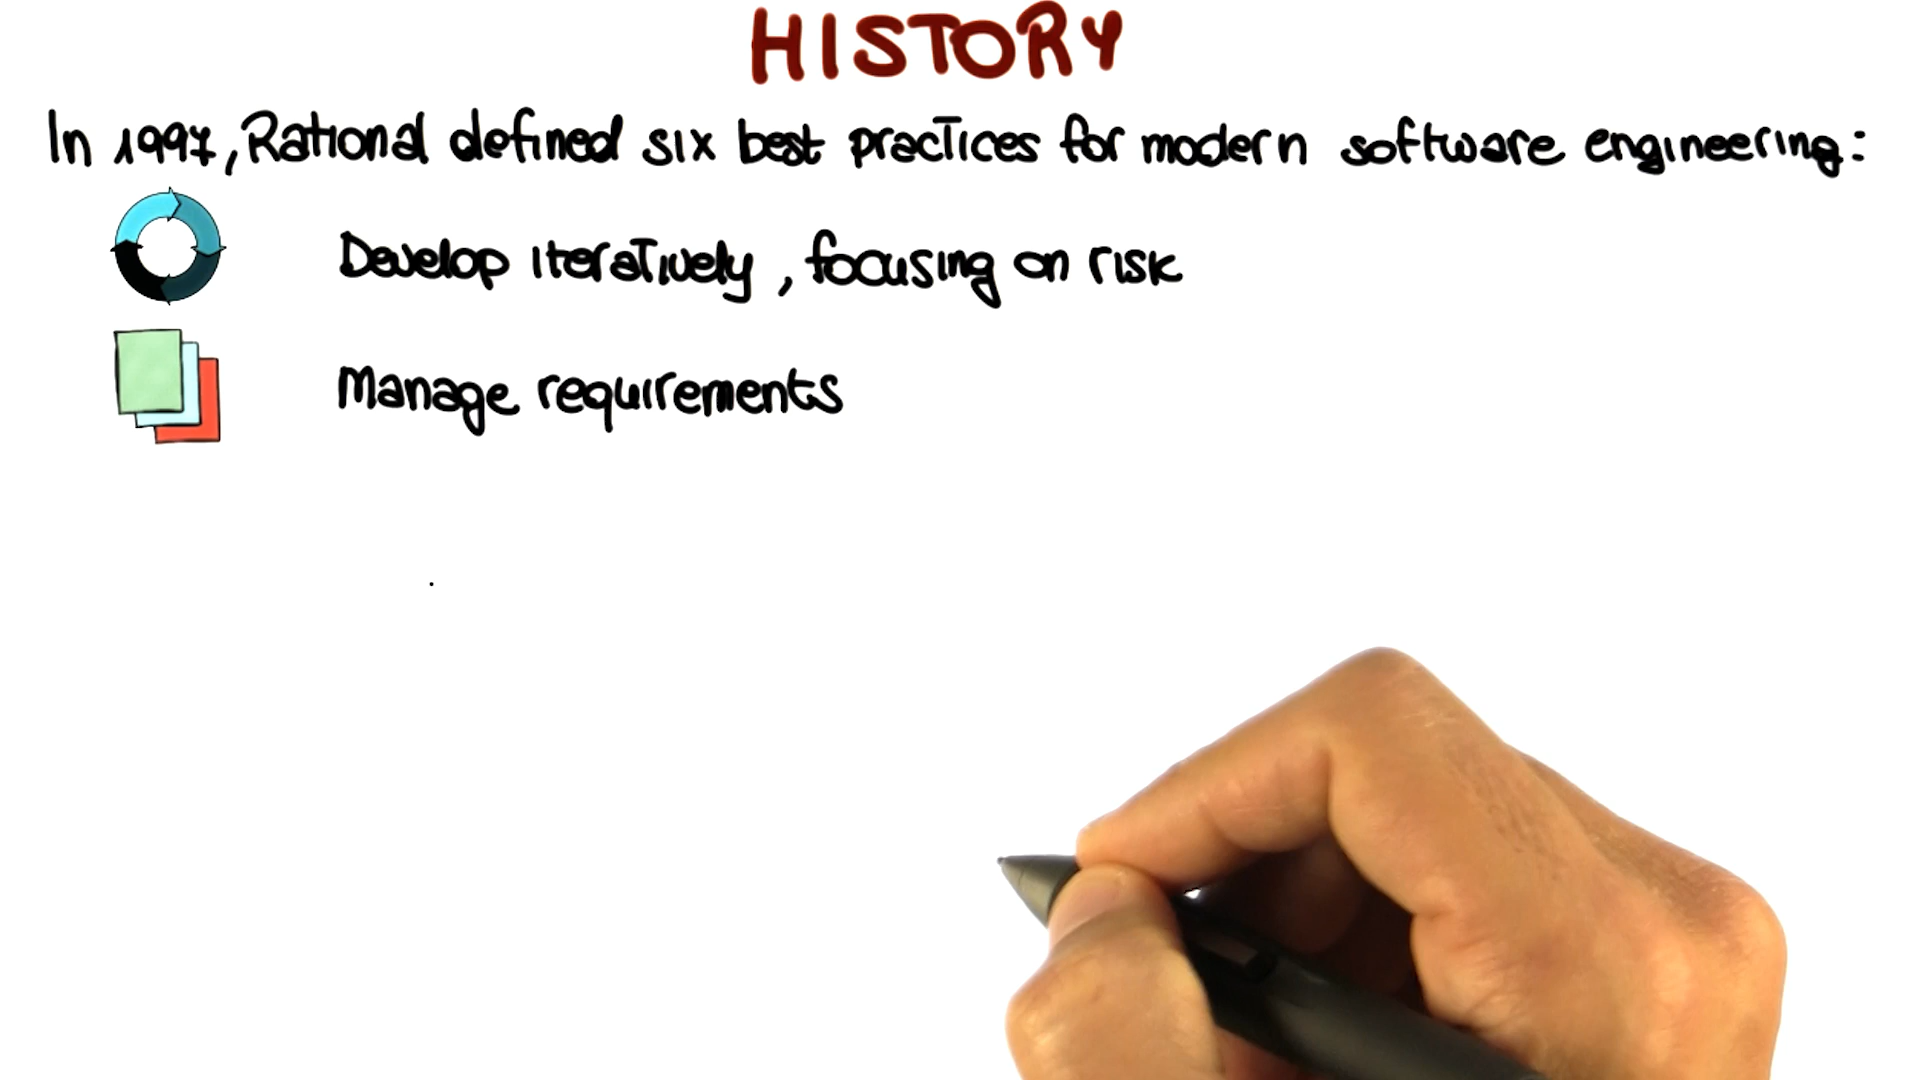 HISTORY
In 1997, Rational defined six best practices for modern software engineering:
Develop iteratively, focusing on risk
Manage requirements